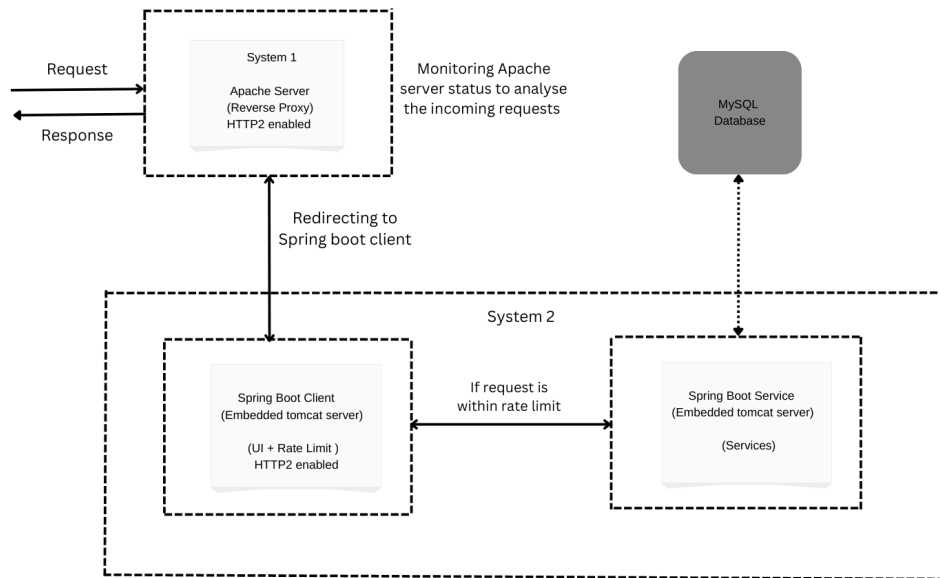 Request
Response
System 1
Apache Server
(Reverse Proxy)
HTTP2 enabled
Monitoring Apache
server status to analyse
the incoming requests
MySQL
Database
Redirecting to
Spring boot client
System 2
Spring Boot Client
(Embedded tomcat server)
(UI + Rate Limit )
HTTP2 enabled
If request is
within rate limit
Spring Boot Service
(Embedded tomcat server)
(Services)